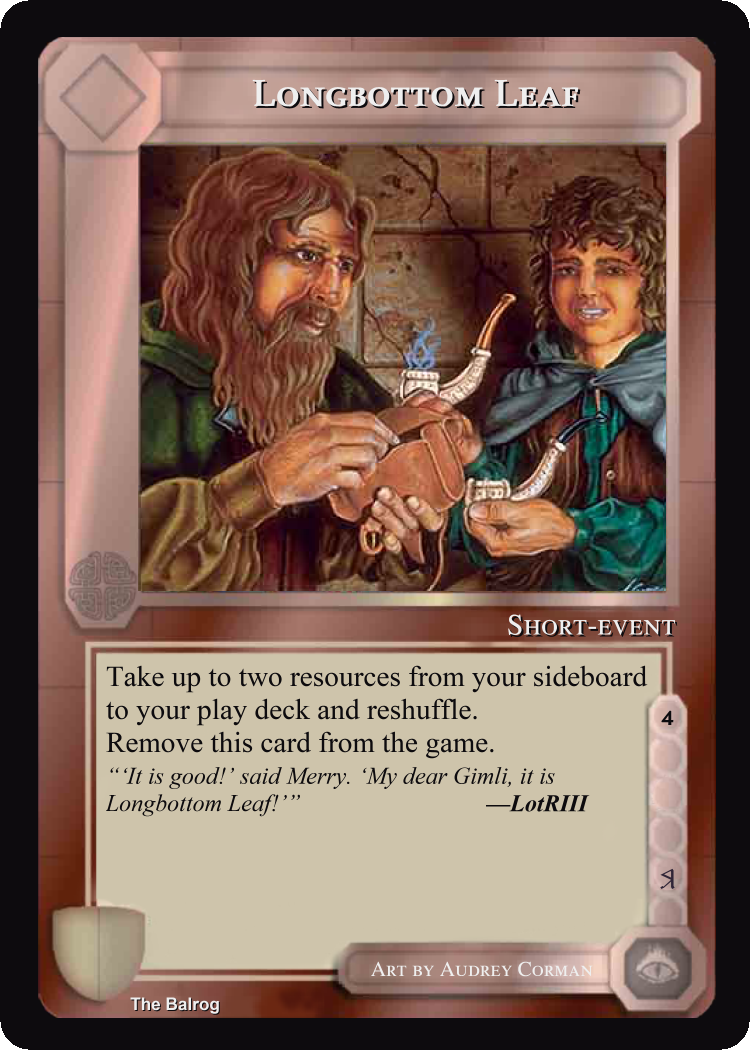 Longbottom Leaf
Short-event
Take up to two resources from your sideboard
to your play deck and reshuffle.
Remove this card from the game.
“‘It is good!’ said Merry. ‘My dear Gimli, it is
Longbottom Leaf!’” —LotRIII
4
Art by Audrey Corman
The Balrog